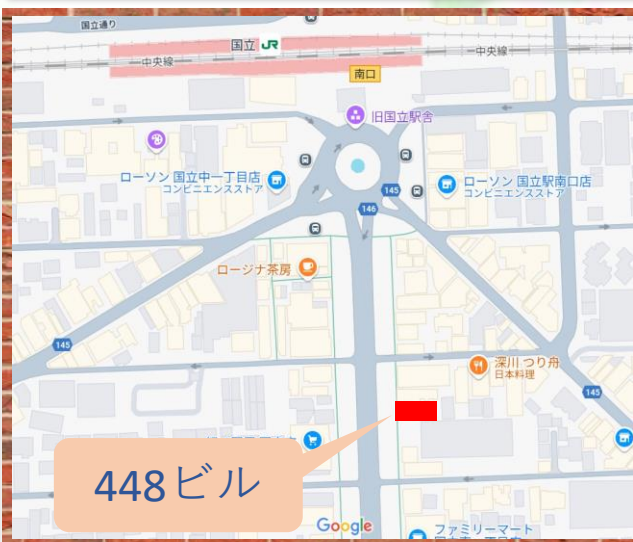 国立通り
国立 JR
中央線
中央線
南口
旧国立駅舎
ローソン 国立中一丁目店
コンビニエンスストア
ローソン 国立駅南口店
コンビニエンスストア
145
146
ロージナ茶房
145
深川 つり舟
日本料理
145
448ビル
Google
ファミリーマート